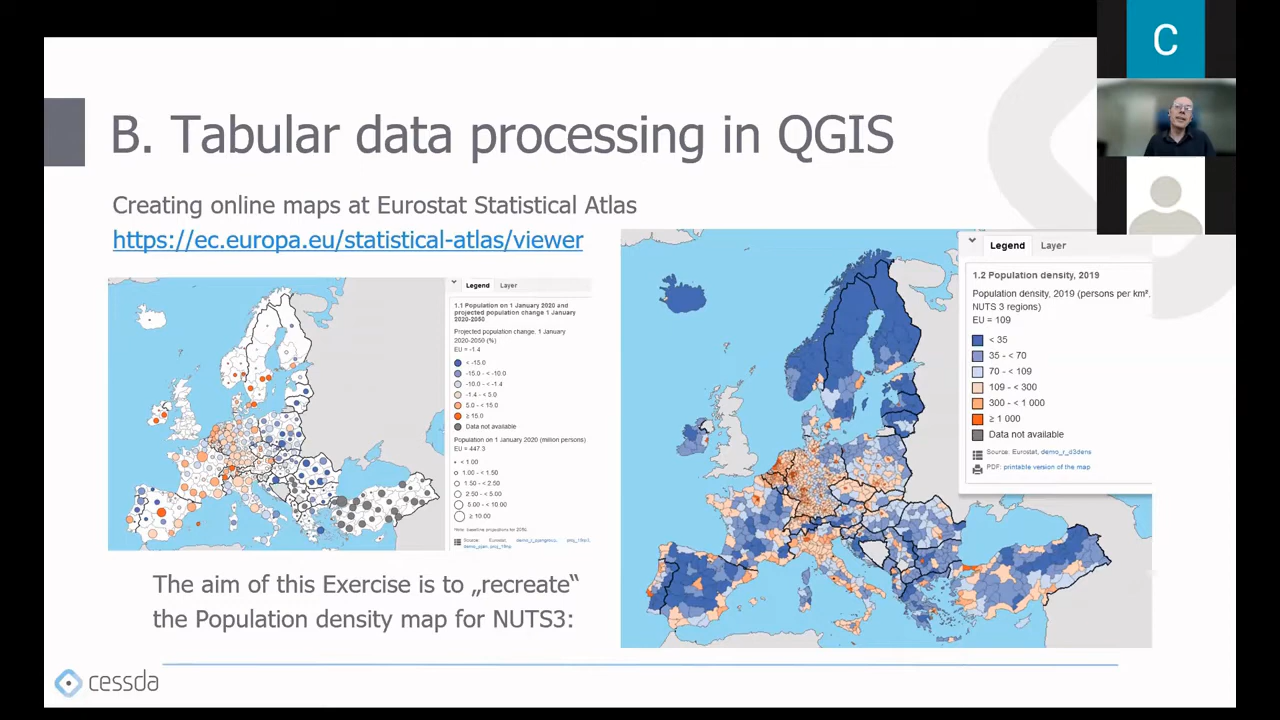 C
B. Tabular data processing in QGIS
Creating online maps at Eurostat Statistical Atlas
https://ec.europa.eu/statistical-atlas/viewer
Legend Layer
1.1 Population on 1 January 2020 and
projected population change 1 January
2020-2050
Projected population change, 1 January
2020-2050 (%)
EU = -1.4
< -15.0
-15.0 - < -10.0
-10.0 - < -1.4
-1.4 - < 5.0
5.0 - < 15.0
≥ 15.0
Data not available
Population on 1 January 2020 (million persons)
EU = 447.3
< 1.00
1.00 - < 1.50
1.50 - < 2.50
2.50 - < 5.00
5.00 - < 10.00
≥ 10.00
Source: Eurostat,
Legend Layer
1.2 Population density, 2019
Population density, 2019 (persons per km²,
NUTS 3 regions)
EU = 109
< 35
35 - < 70
70 - < 109
109 - < 300
300 - < 1 000
≥ 1 000
Data not available
Source: Eurostat, demo_r_d3dens
PDF: printable version of the map
The aim of this Exercise is to „recreate“
the Population density map for NUTS3:
cessda